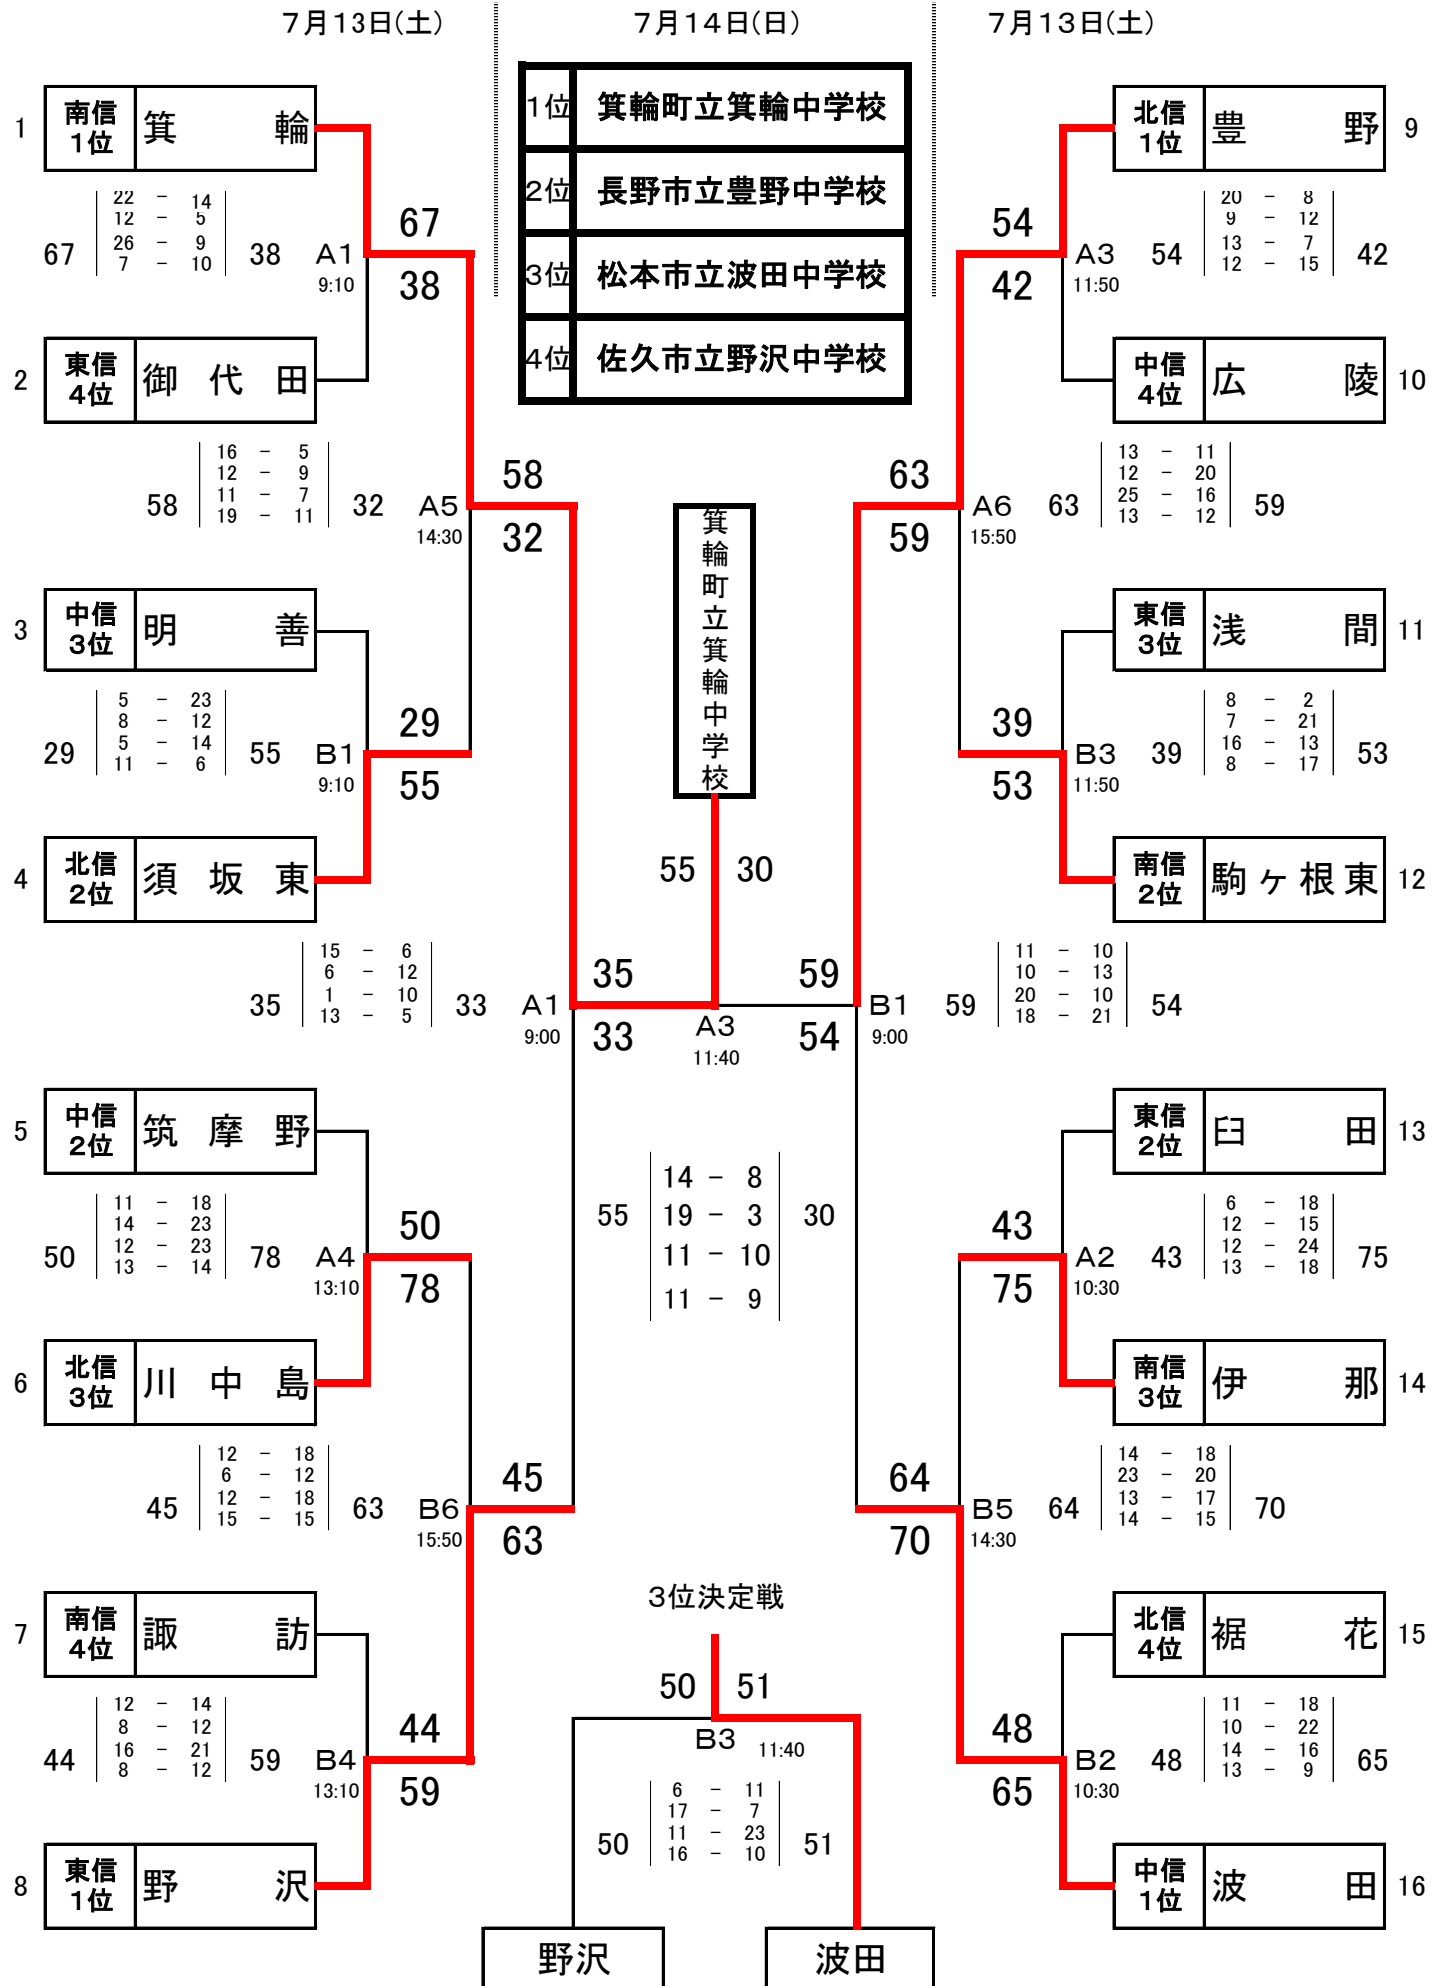 ７月１３日(土)
７月１４日(日)
７月１３日(土)
1位 箕輪町立箕輪中学校
2位 長野市立豊野中学校
3位 松本市立波田中学校
4位 佐久市立野沢中学校
1 南信1位 箕輪
22 - 14
12 - 5
67 26 - 9 38
7 - 10
A1
9:10
67
38
2 東信4位 御代田
16 - 5
12 - 9
58 11 - 7 32
19 - 11
A5
14:30
58
32
3 中信3位 明善
5 - 23
8 - 12
29 5 - 14 55
11 - 6
B1
9:10
29
55
4 北信2位 須坂東
15 - 6
6 - 12
35 1 - 10 33
13 - 5
A1
9:00
35
33
5 中信2位 筑摩野
11 - 18
14 - 23
50 12 - 23 78
13 - 14
A4
13:10
50
78
6 北信3位 川中島
12 - 18
6 - 12
45 12 - 18 63
15 - 15
B6
15:50
45
63
7 南信4位 諏訪
12 - 14
8 - 12
44 16 - 21 59
8 - 12
B4
13:10
44
59
8 東信1位 野沢
箕輪町立箕輪中学校
55 30
A3
11:40
14 - 8
55 19 - 3 30
11 - 10
11 - 9
3位決定戦
50 51
B3 11:40
6 - 11
17 - 7
50 11 - 23 51
16 - 10
野沢
波田
北信1位 豊野 9
54
42
A3
11:50
20 - 8
9 - 12
54 13 - 7 42
12 - 15
中信4位 広陵 10
63
59
A6
15:50
13 - 11
12 - 20
63 25 - 16 59
13 - 12
東信3位 浅間 11
39
53
B3
11:50
8 - 2
7 - 21
39 16 - 13 53
8 - 17
南信2位 駒ヶ根東 12
59
54
B1
9:00
11 - 10
10 - 13
59 20 - 10 54
18 - 21
東信2位 臼田 13
43
75
A2
10:30
6 - 18
12 - 15
43 12 - 24 75
13 - 18
南信3位 伊那 14
64
70
B5
14:30
14 - 18
23 - 20
64 13 - 17 70
14 - 15
北信4位 裾花 15
48
65
B2
10:30
11 - 18
10 - 22
48 14 - 16 65
13 - 9
中信1位 波田 16